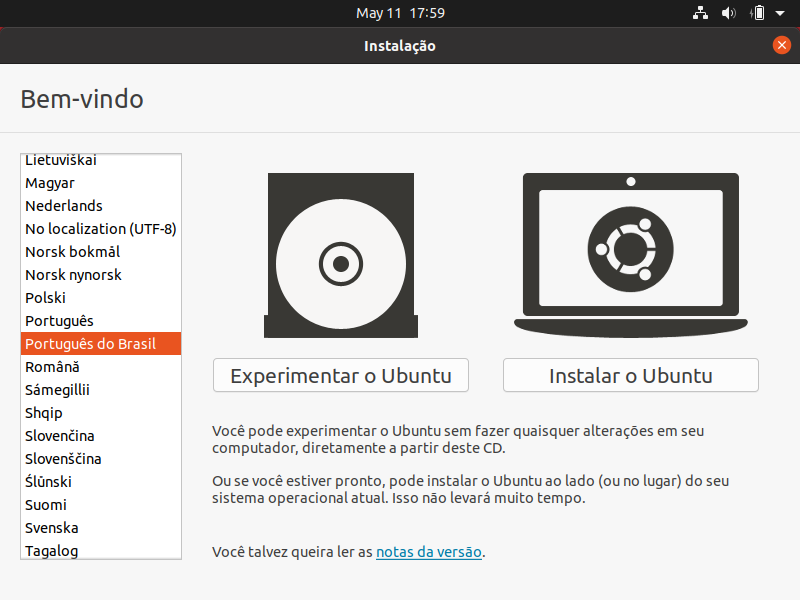 May 11 17:59
Instalação
Bem-vindo
Lietuviškai
Magyar
Nederlands
No localization (UTF-8)
Norsk bokmål
Norsk nynorsk
Polski
Português
Português do Brasil
Română
Sámegillii
Shqip
Slovenčina
Slovenščina
Ślůnski
Suomi
Svenska
Tagalog
Experimentar o Ubuntu
Instalar o Ubuntu
Você pode experimentar o Ubuntu sem fazer quaisquer alterações em seu
computador, diretamente a partir deste CD.
Ou se você estiver pronto, pode instalar o Ubuntu ao lado (ou no lugar) do seu
sistema operacional atual. Isso não levará muito tempo.
Você talvez queira ler as notas da versão.